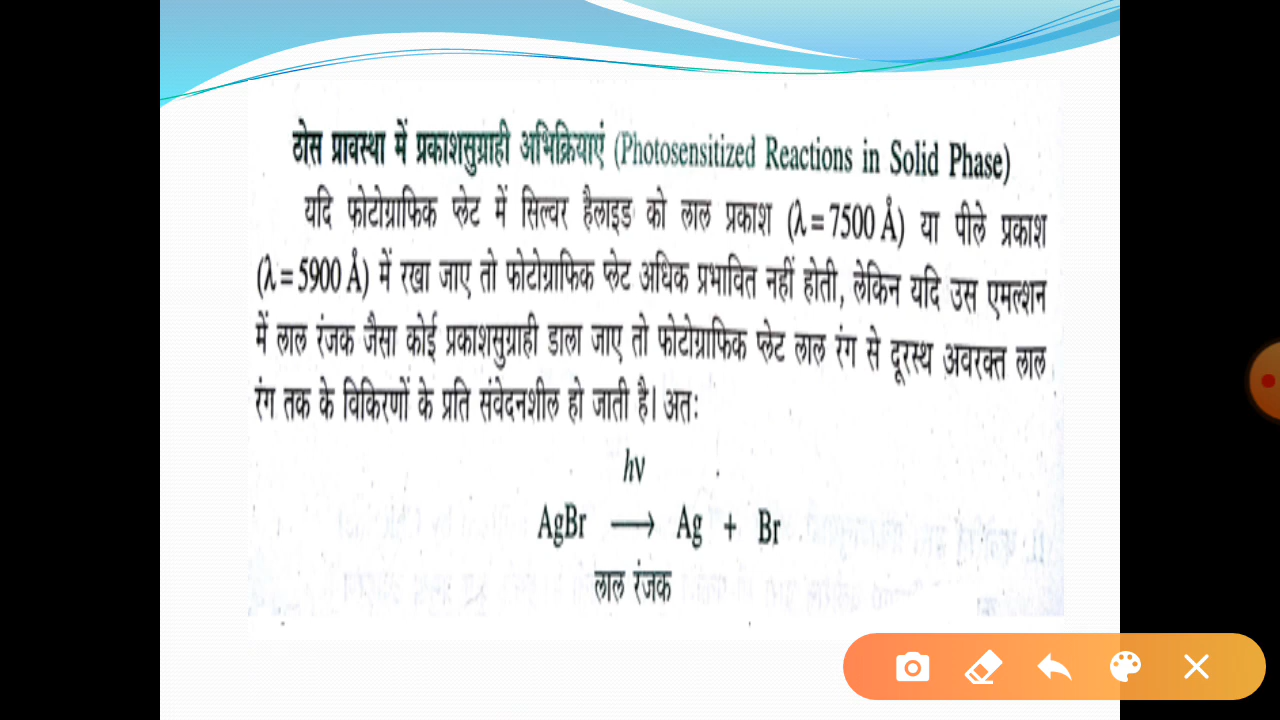 ठोस प्रावस्था में प्रकाशसुग्राही अभिक्रियाएं (Photosensitized Reactions in Solid Phase)
यदि फोटोग्राफिक प्लेट में सिल्वर हैलाइड को लाल प्रकाश (λ = 7500 Å) या पीले प्रकाश
(λ = 5900 Å) में रखा जाए तो फोटोग्राफिक प्लेट अधिक प्रभावित नहीं होती, लेकिन यदि उस एमल्शन
में लाल रंजक जैसा कोई प्रकाशसुग्राही डाला जाए तो फोटोग्राफिक प्लेट लाल रंग से दूरस्थ अवरक्त लाल
रंग तक के विकिरणों के प्रति संवेदनशील हो जाती है। अतः
hν
AgBr ⟶ Ag + Br
लाल रंजक